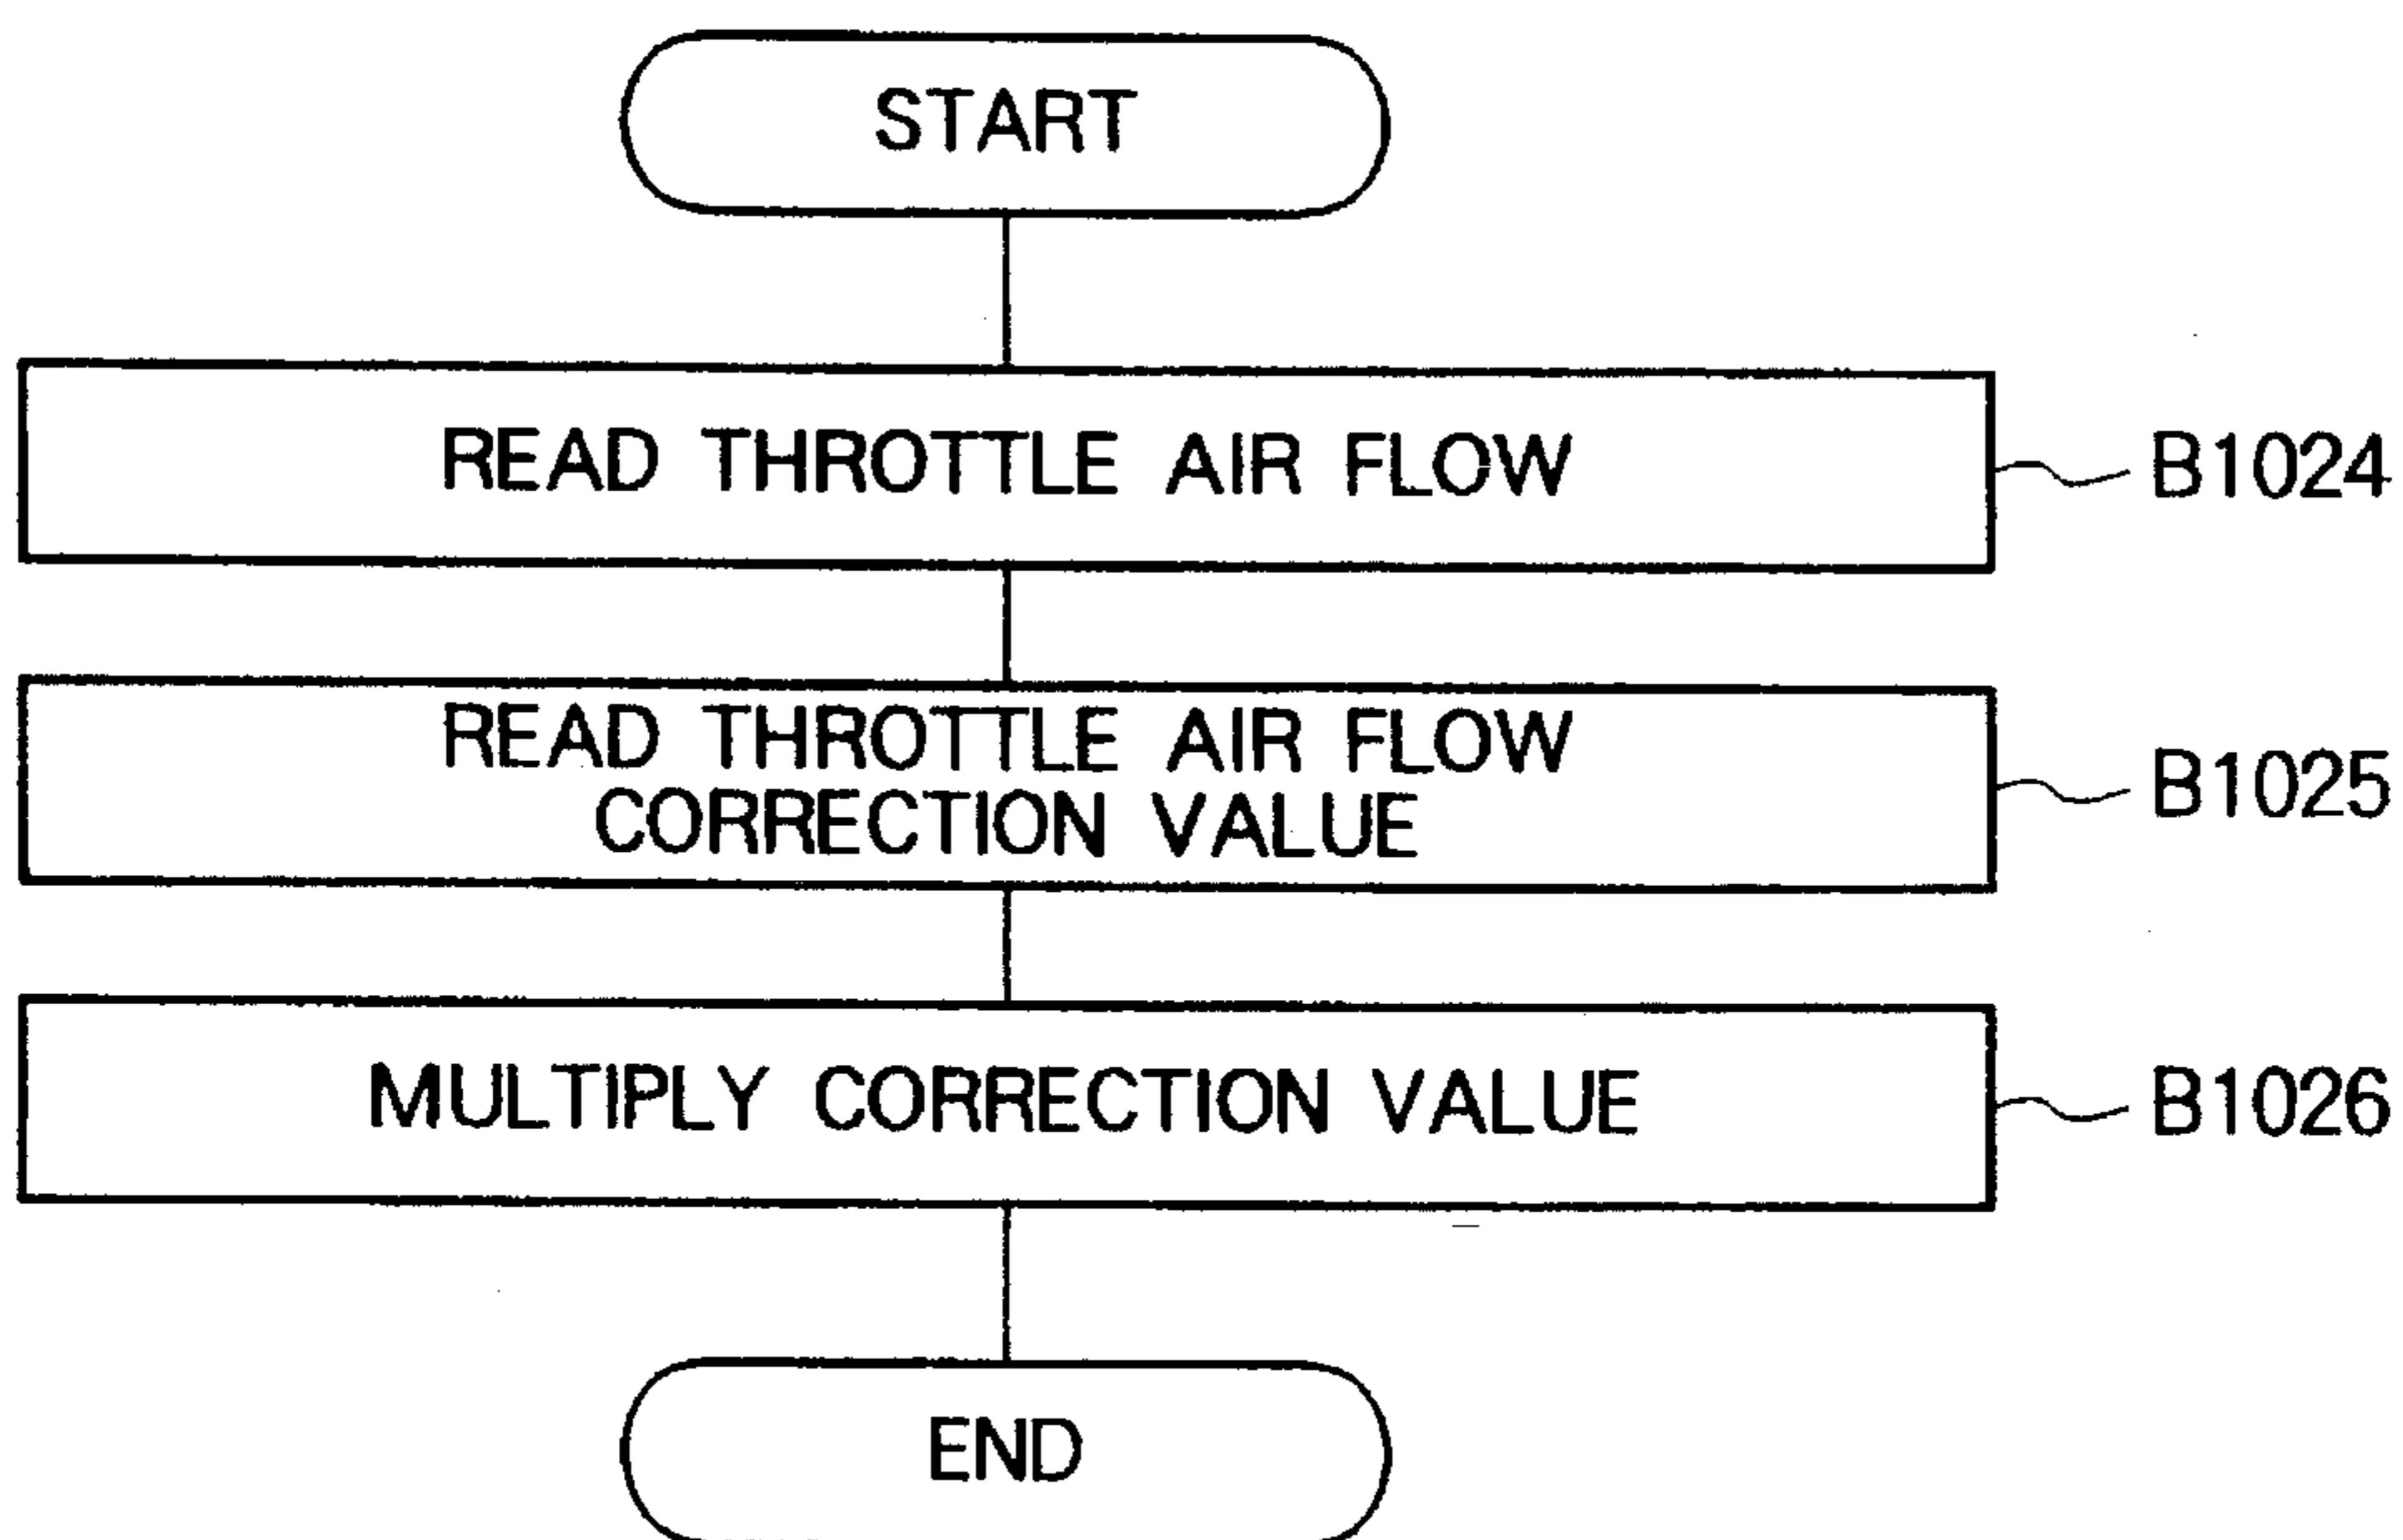 START
READ THROTTLE AIR FLOW
B1024
READ THROTTLE AIR FLOW
CORRECTION VALUE
B1025
MULTIPLY CORRECTION VALUE
B1026
END